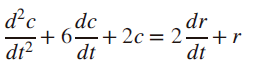 d²c/dt² + 6 dc/dt + 2c = 2 dr/dt + r